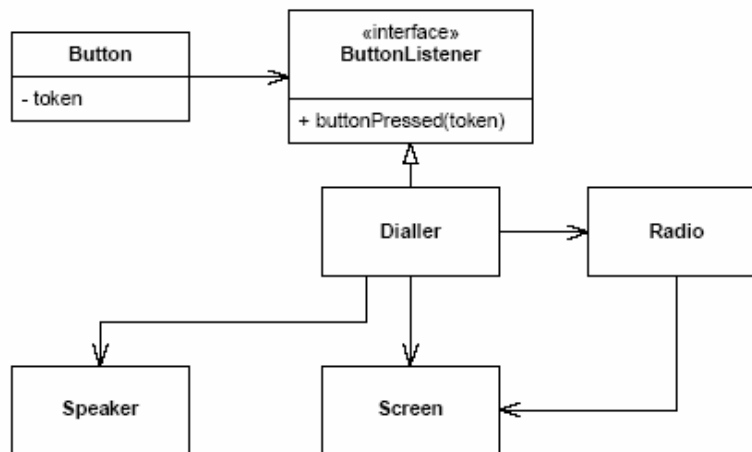 Button
- token
«interface»
ButtonListener
+ buttonPressed(token)
Dialler
Radio
Speaker
Screen